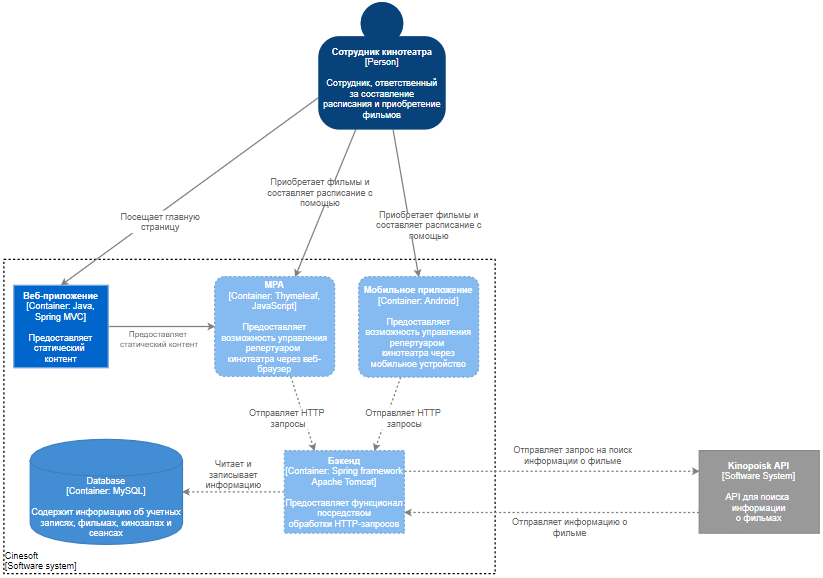 Сотрудник кинотеатра
[Person]
Сотрудник, ответственный
за составление
расписания и приобретение
фильмов
Приобретает фильмы и
составляет расписание с
помощью
Посещает главную
страницу
Приобретает фильмы и
составляет расписание с
помощью
Веб-приложение
[Container: Java,
Spring MVC]
Предоставляет
статический
контент
Предоставляет
статический контент
MPA
[Container: Thymeleaf,
JavaScript]
Предоставляет
возможность управления
репертуаром
кинотеатра через веб-
браузер
Мобильное приложение
[Container: Android]
Предоставляет
возможность управления
репертуаром
кинотеатра через
мобильное устройство
Отправляет HTTP
запросы
Отправляет HTTP
запросы
Database
[Container: MySQL]
Содержит информацию об учетных
записях, фильмах, кинозалах и
сеансах
Читает и
записывает
информацию
Бэкенд
[Container: Spring framework
Apache Tomcat]
Предоставляет функционал
посредством
обработки HTTP-запросов
Отправляет запрос на поиск
информации о фильме
Отправляет информацию о
фильме
Kinopoisk API
[Software System]
API для поиска
информации
о фильмах
Cinesoft
[Software system]